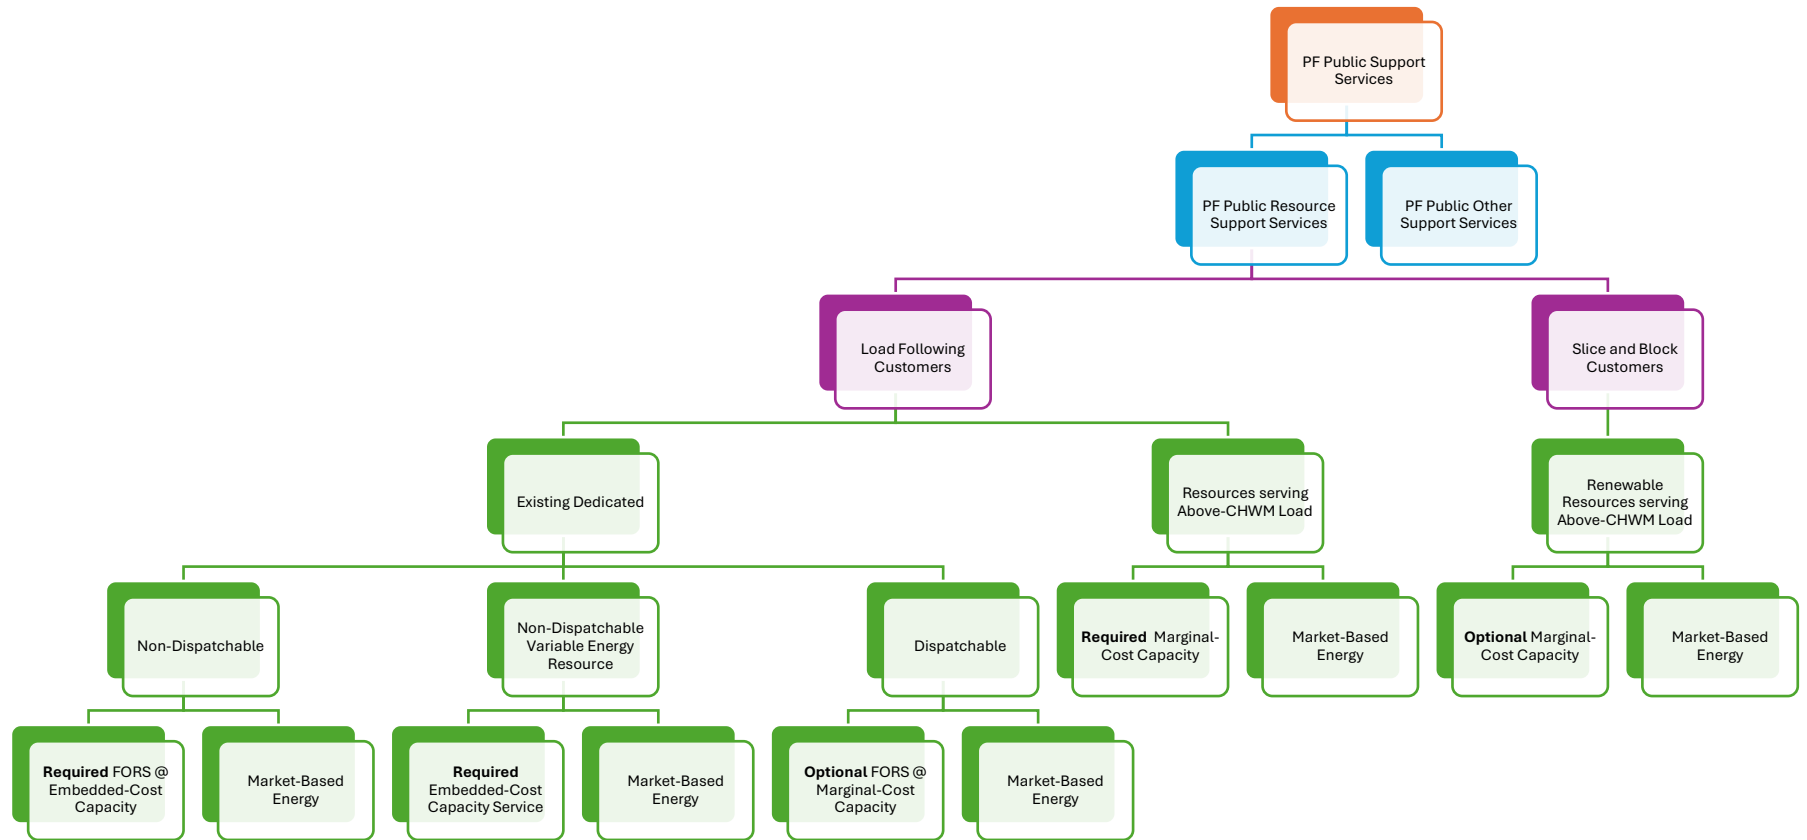 PF Public Support
Services
PF Public Resource
Support Services
PF Public Other
Support Services
Load Following
Customers
Slice and Block
Customers
Existing Dedicated
Resources serving
Above-CHWM Load
Renewable
Resources serving
Above-CHWM Load
Non-Dispatchable
Non-Dispatchable
Variable Energy
Resource
Dispatchable
Required Marginal-
Cost Capacity
Market-Based
Energy
Optional Marginal-
Cost Capacity
Market-Based
Energy
Required FORS @
Embedded-Cost
Capacity
Market-Based
Energy
Required
Embedded-Cost
Capacity Service
Market-Based
Energy
Optional FORS @
Marginal-Cost
Capacity
Market-Based
Energy